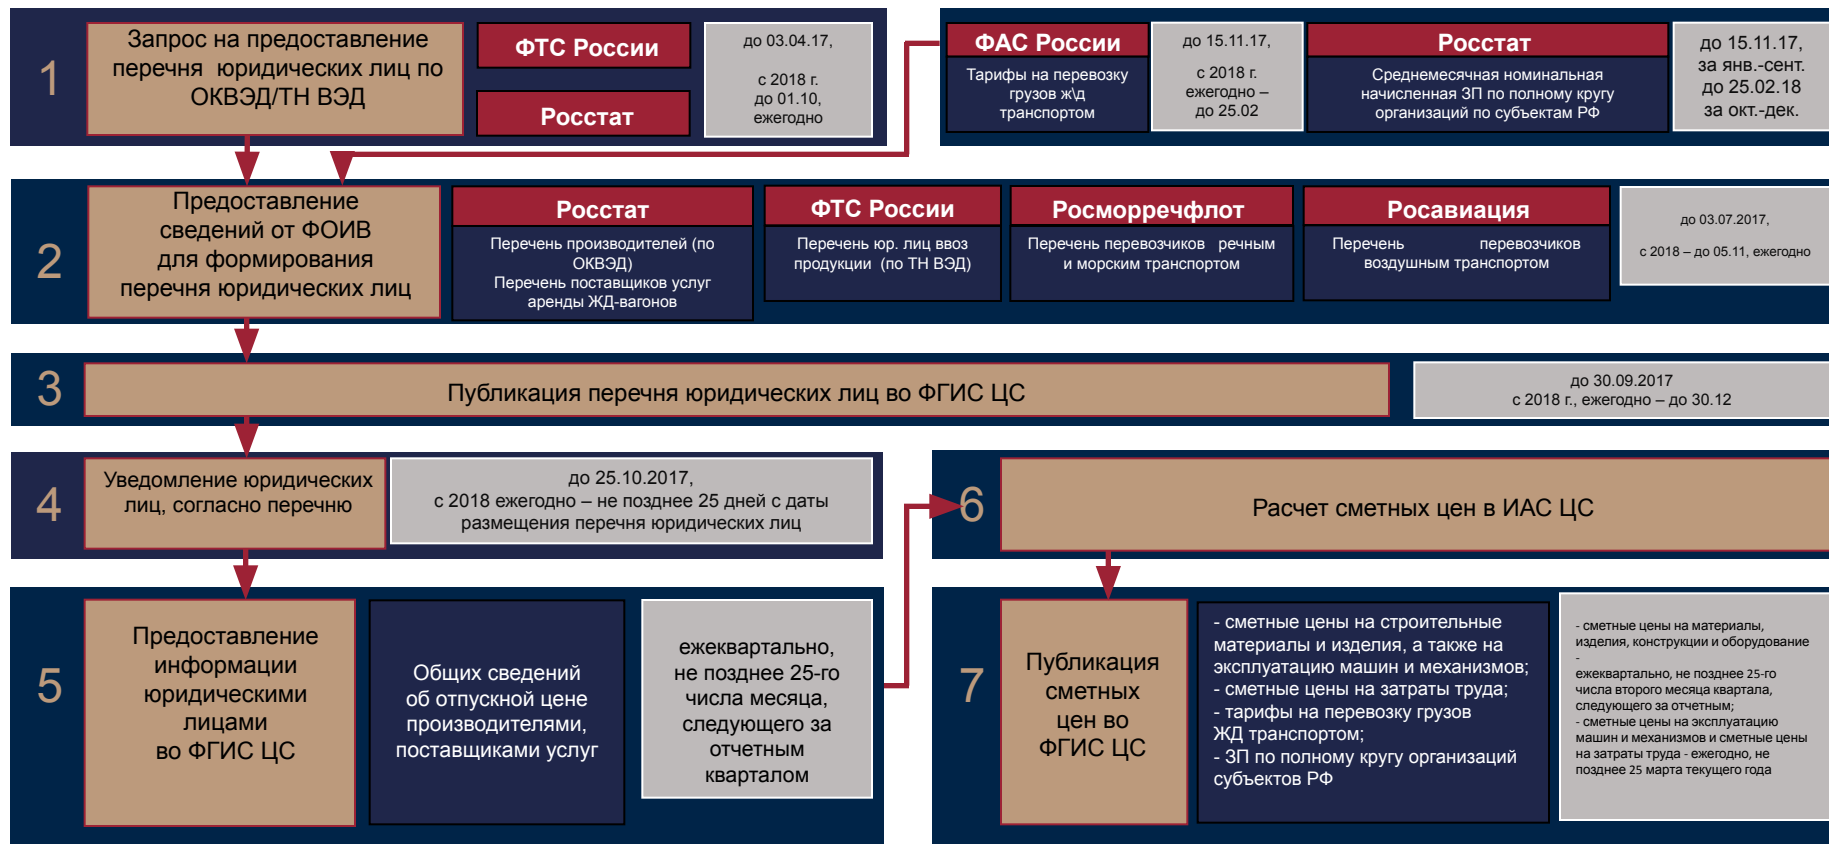 1
Запрос на предоставление
перечня юридических лиц по
ОКВЭД/ТН ВЭД
ФТС России
Росстат
до 03.04.17,
с 2018 г.
до 01.10,
ежегодно
ФАС России
Тарифы на перевозку
грузов ж\д
транспортом
до 15.11.17,
с 2018 г.
ежегодно –
до 25.02
Росстат
Среднемесячная номинальная
начисленная ЗП по полному кругу
организаций по субъектам РФ
до 15.11.17,
за янв.-сент.
до 25.02.18
за окт.-дек.
2
Предоставление
сведений от ФОИВ
для формирования
перечня юридических лиц
Росстат
Перечень производителей (по
ОКВЭД)
Перечень поставщиков услуг
аренды ЖД-вагонов
ФТС России
Перечень юр. лиц ввоз
продукции (по ТН ВЭД)
Росморречфлот
Перечень перевозчиков речным
и морским транспортом
Росавиация
Перечень перевозчиков
воздушным транспортом
до 03.07.2017,
с 2018 – до 05.11, ежегодно
3
Публикация перечня юридических лиц во ФГИС ЦС
до 30.09.2017
с 2018 г., ежегодно – до 30.12
4
Уведомление юридических
лиц, согласно перечню
до 25.10.2017,
с 2018 ежегодно – не позднее 25 дней с даты
размещения перечня юридических лиц
5
Предоставление
информации
юридическими
лицами
во ФГИС ЦС
Общих сведений
об отпускной цене
производителями,
поставщиками услуг
ежеквартально,
не позднее 25-го
числа месяца,
следующего за
отчетным
кварталом
6
Расчет сметных цен в ИАС ЦС
7
Публикация
сметных
цен во
ФГИС ЦС
- сметные цены на строительные
материалы и изделия, а также на
эксплуатацию машин и механизмов;
- сметные цены на затраты труда;
- тарифы на перевозку грузов
ЖД транспортом;
- ЗП по полному кругу организаций
субъектов РФ
- сметные цены на материалы,
изделия, конструкции и оборудование
-
ежеквартально, не позднее 25-го
числа второго месяца квартала,
следующего за отчетным;
- сметные цены на эксплуатацию
машин и механизмов и сметные цены
на затраты труда - ежегодно, не
позднее 25 марта текущего года